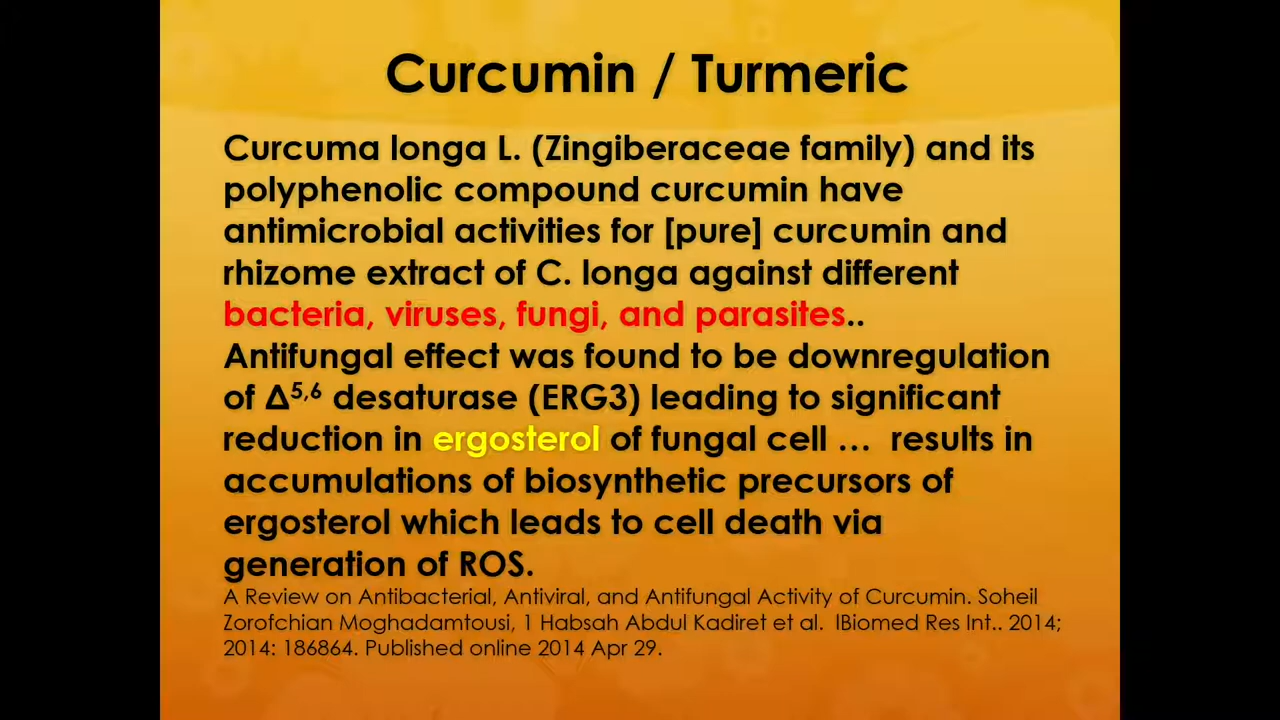 Curcumin / Turmeric
Curcuma longa L. (Zingiberaceae family) and its
polyphenolic compound curcumin have
antimicrobial activities for [pure] curcumin and
rhizome extract of C. longa against different
bacteria, viruses, fungi, and parasites..
Antifungal effect was found to be downregulation
of Δ⁵,⁶ desaturase (ERG3) leading to significant
reduction in ergosterol of fungal cell … results in
accumulations of biosynthetic precursors of
ergosterol which leads to cell death via
generation of ROS.
A Review on Antibacterial, Antiviral, and Antifungal Activity of Curcumin. Soheil
Zorofchian Moghadamtousi, 1 Habsah Abdul Kadiret et al. IBiomed Res Int.. 2014;
2014: 186864. Published online 2014 Apr 29.